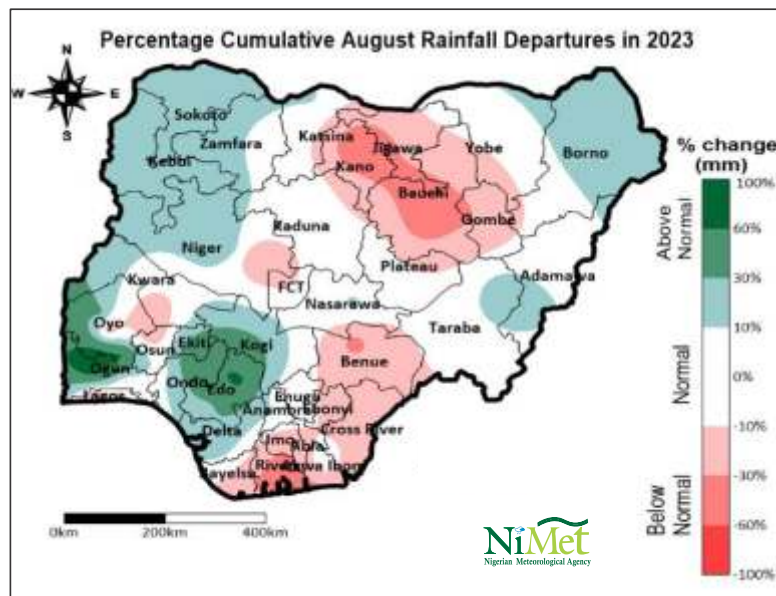 Percentage Cumulative August Rainfall Departures in 2023
N
W
E
S
Sokoto
Zamfara
Kebbi
Katsina
Jigawa
Kano
Yobe
Borno
Bauchi
Gombe
Kaduna
Niger
Plateau
Adamawa
Kwara
FCT
Nasarawa
Taraba
Oyo
Osun
Ekiti
Kogi
Benue
Ogun
Ondo
Edo
Enugu
Lagos
Anambra
Ebonyi
Delta
Imo
Abia
Cross River
Bayelsa
Rivers
Akwa Ibom
0km
200km
400km
% change
(mm)
100%
60%
30%
10%
0%
-10%
-30%
-60%
-100%
Above
Normal
Normal
Below
Normal
NiMet
Nigerian Meteorological Agency